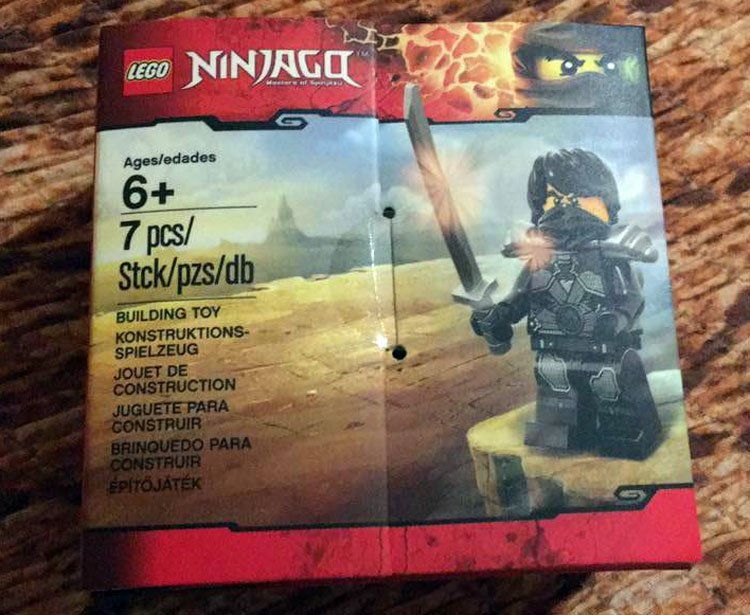 LEGO NINJAGO™
Masters of Spinjitzu
Ages/edades
6+
7 pcs/
Stck/pzs/db
BUILDING TOY
KONSTRUKTIONS-
SPIELZEUG
JOUET DE
CONSTRUCTION
JUGUETE PARA
CONSTRUIR
BRINQUEDO PARA
CONSTRUIR
ÉPÍTŐJÁTÉK